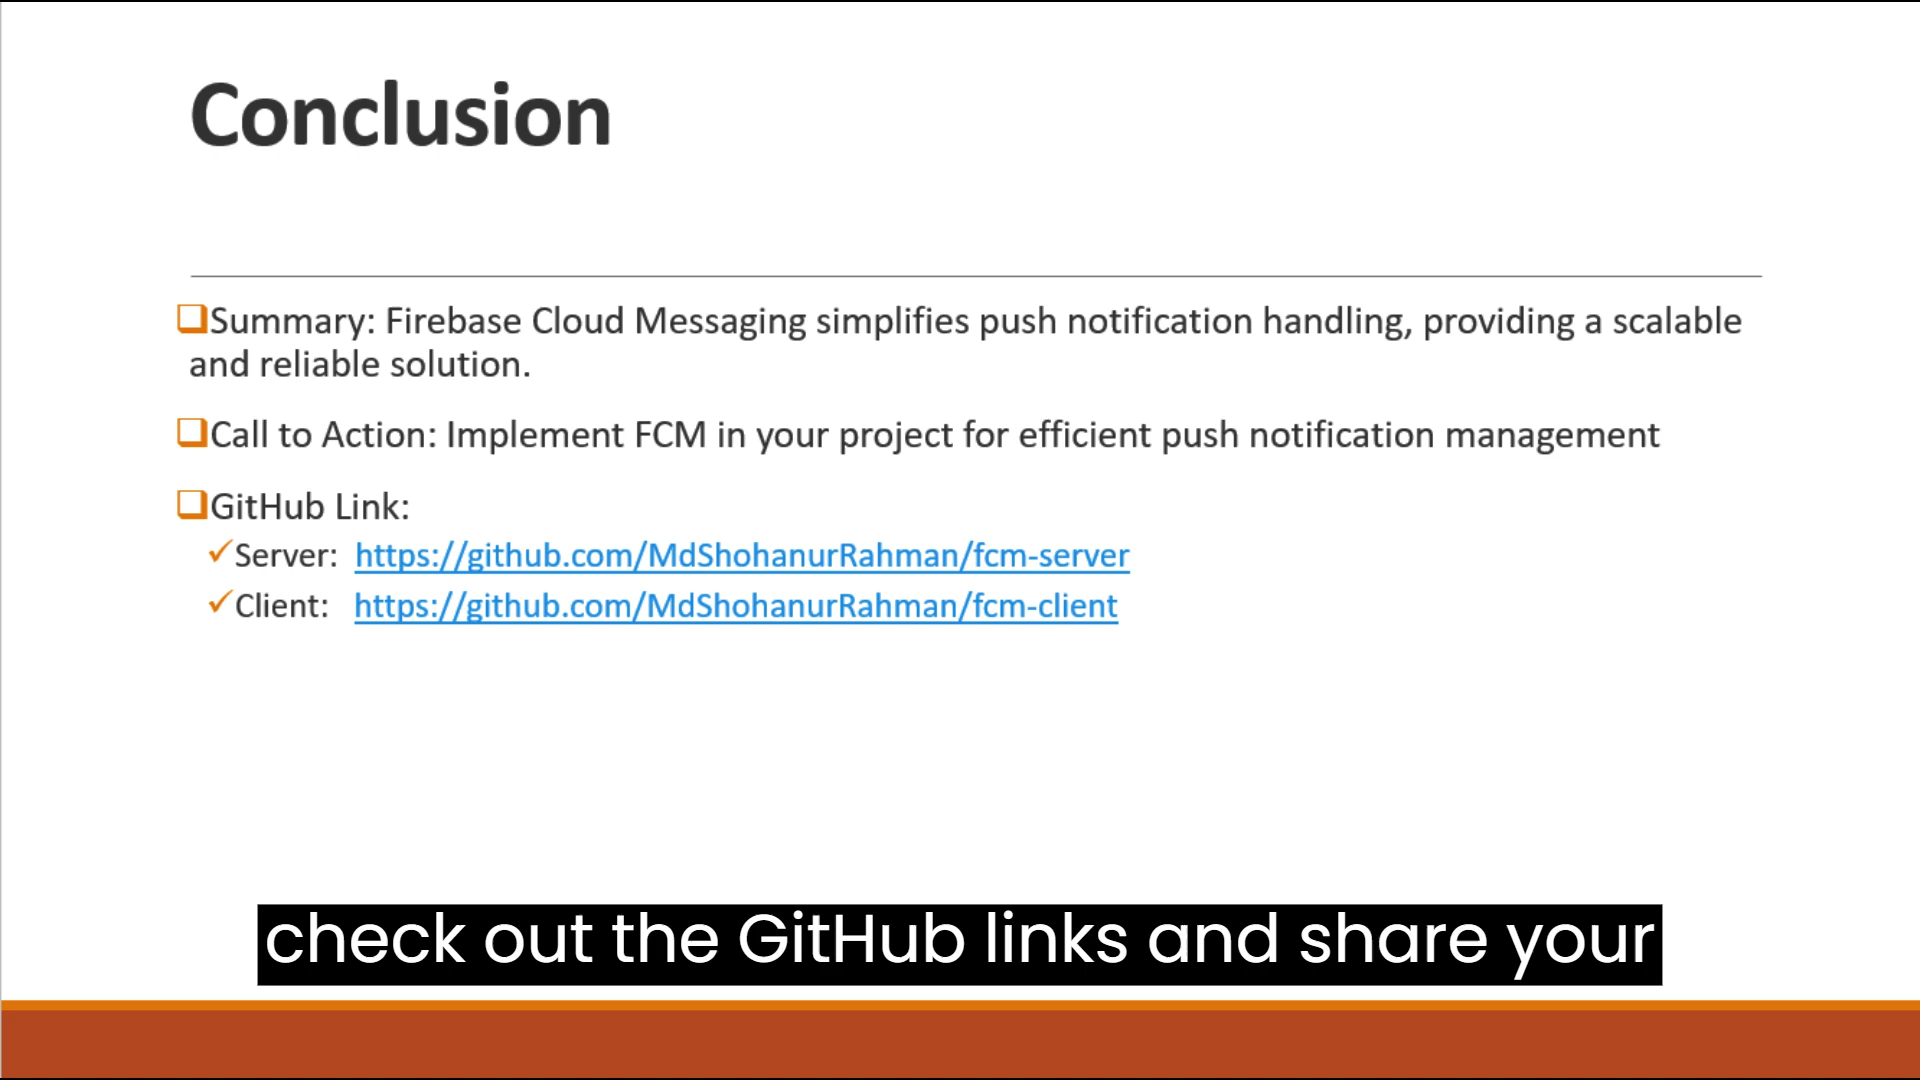 Conclusion
Summary: Firebase Cloud Messaging simplifies push notification handling, providing a scalable
and reliable solution.
Call to Action: Implement FCM in your project for efficient push notification management
GitHub Link:
Server: https://github.com/MdShohanurRahman/fcm-server
Client: https://github.com/MdShohanurRahman/fcm-client
check out the GitHub links and share your